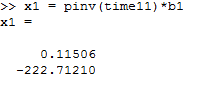 >> x1 = pinv(time11)*b1
x1 =
0.11506
-222.71210